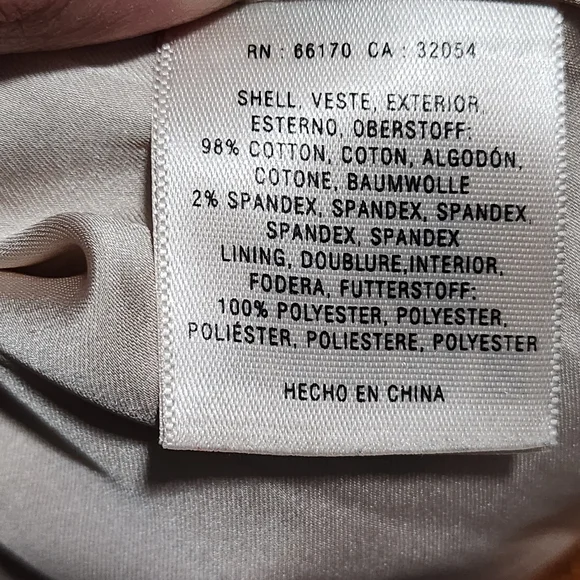 RN : 66170 CA : 32054
SHELL, VESTE, EXTERIOR,
ESTERNO, OBERSTOFF:
98% COTTON, COTON, ALGODÓN,
COTONE, BAUMWOLLE
2% SPANDEX, SPANDEX, SPANDEX,
SPANDEX, SPANDEX
LINING, DOUBLURE,INTERIOR,
FODERA, FUTTERSTOFF:
100% POLYESTER, POLYESTER,
POLIÉSTER, POLIESTERE, POLYESTER
HECHO EN CHINA